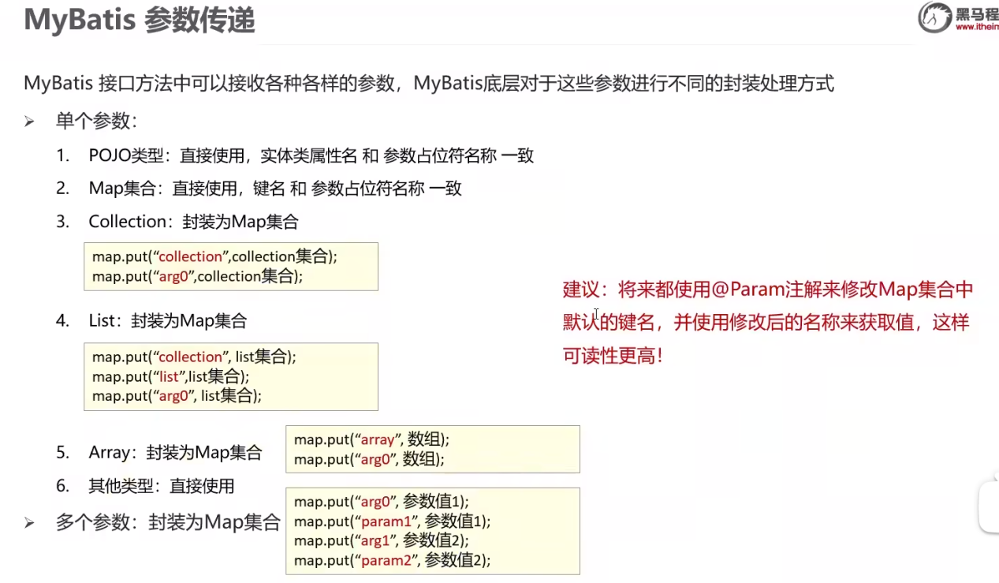 MyBatis 参数传递
黑马程
www.itheim
MyBatis 接口方法中可以接收各种各样的参数，MyBatis底层对于这些参数进行不同的封装处理方式
➢ 单个参数：
1. POJO类型：直接使用，实体类属性名 和 参数占位符名称 一致
2. Map集合：直接使用，键名 和 参数占位符名称 一致
3. Collection：封装为Map集合
map.put(“collection”,collection集合);
map.put(“arg0”,collection集合);
4. List：封装为Map集合
map.put(“collection”, list集合);
map.put(“list”,list集合);
map.put(“arg0”, list集合);
5. Array：封装为Map集合
map.put(“array”, 数组);
map.put(“arg0”, 数组);
6. 其他类型：直接使用
➢ 多个参数：封装为Map集合
map.put(“arg0”, 参数值1);
map.put(“param1”, 参数值1);
map.put(“arg1”, 参数值2);
map.put(“param2”, 参数值2);
建议：将来都使用@Param注解来修改Map集合中
默认的键名，并使用修改后的名称来获取值，这样
可读性更高！